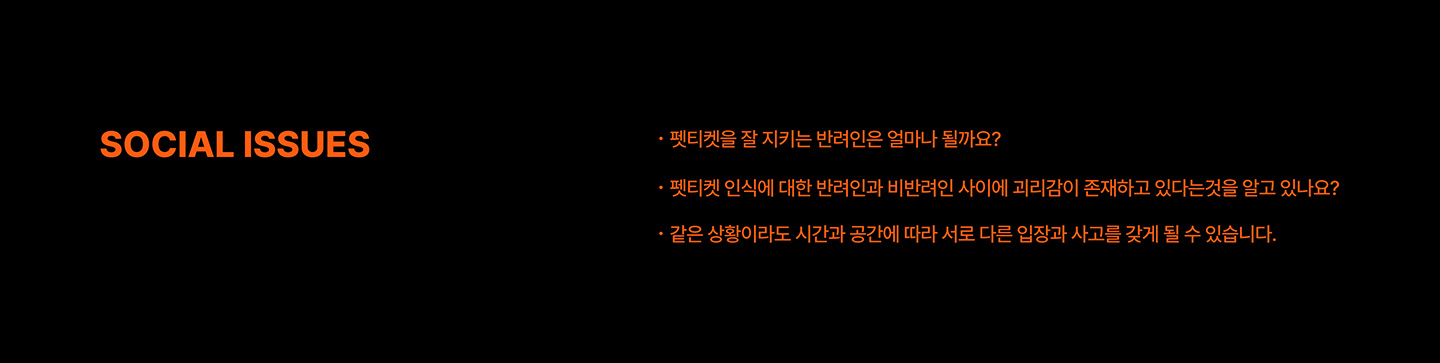 SOCIAL ISSUES
· 펫티켓을 잘 지키는 반려인은 얼마나 될까요?
· 펫티켓 인식에 대한 반려인과 비반려인 사이에 괴리감이 존재하고 있다는것을 알고 있나요?
· 같은 상황이라도 시간과 공간에 따라 서로 다른 입장과 사고를 갖게 될 수 있습니다.